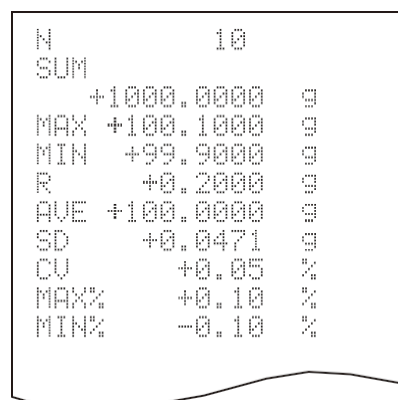 N 10
SUM
+1000.0000 g
MAX +100.1000 g
MIN +99.9000 g
R +0.2000 g
AVE +100.0000 g
SD +0.0471 g
CV +0.05 %
MAX% +0.10 %
MIN% -0.10 %